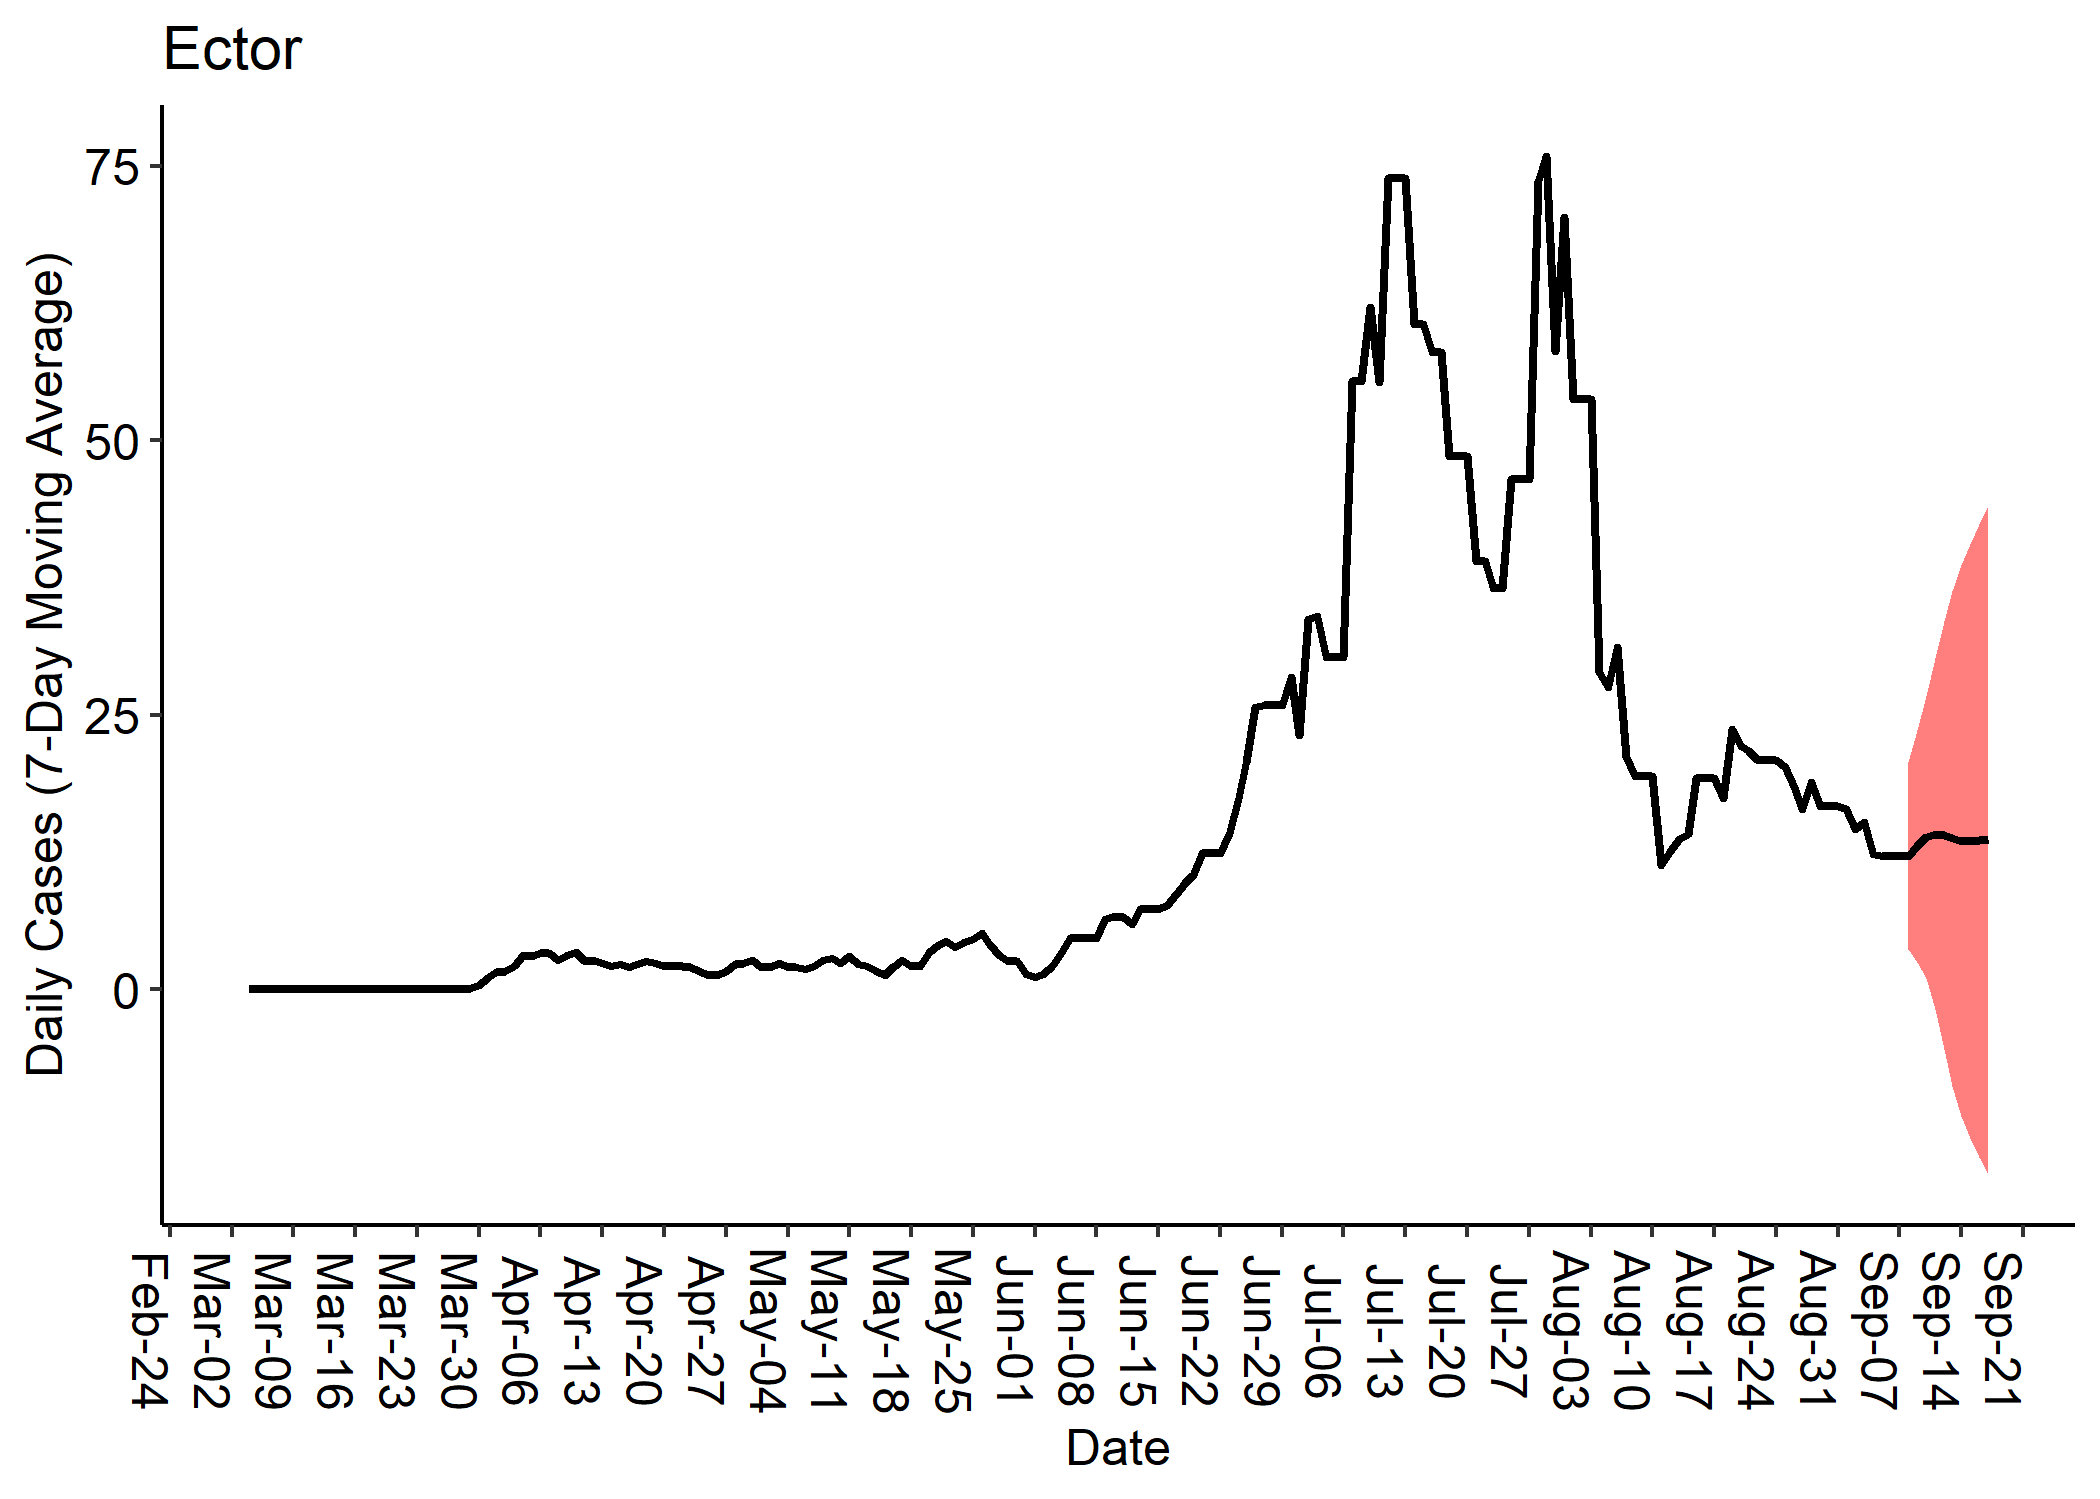 Ector
Daily Cases (7-Day Moving Average)
75
50
25
0
Feb-24
Mar-02
Mar-09
Mar-16
Mar-23
Mar-30
Apr-06
Apr-13
Apr-20
Apr-27
May-04
May-11
May-18
May-25
Jun-01
Jun-08
Jun-15
Jun-22
Jun-29
Jul-06
Jul-13
Jul-20
Jul-27
Aug-03
Aug-10
Aug-17
Aug-24
Aug-31
Sep-07
Sep-14
Sep-21
Date